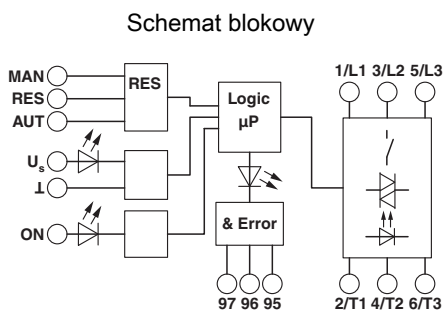 Schemat blokowy
1/L1 3/L2 5/L3
MAN
RES
AUT
RES
Logic
µP
Us
⊥
ON
& Error
97 96 95
2/T1 4/T2 6/T3